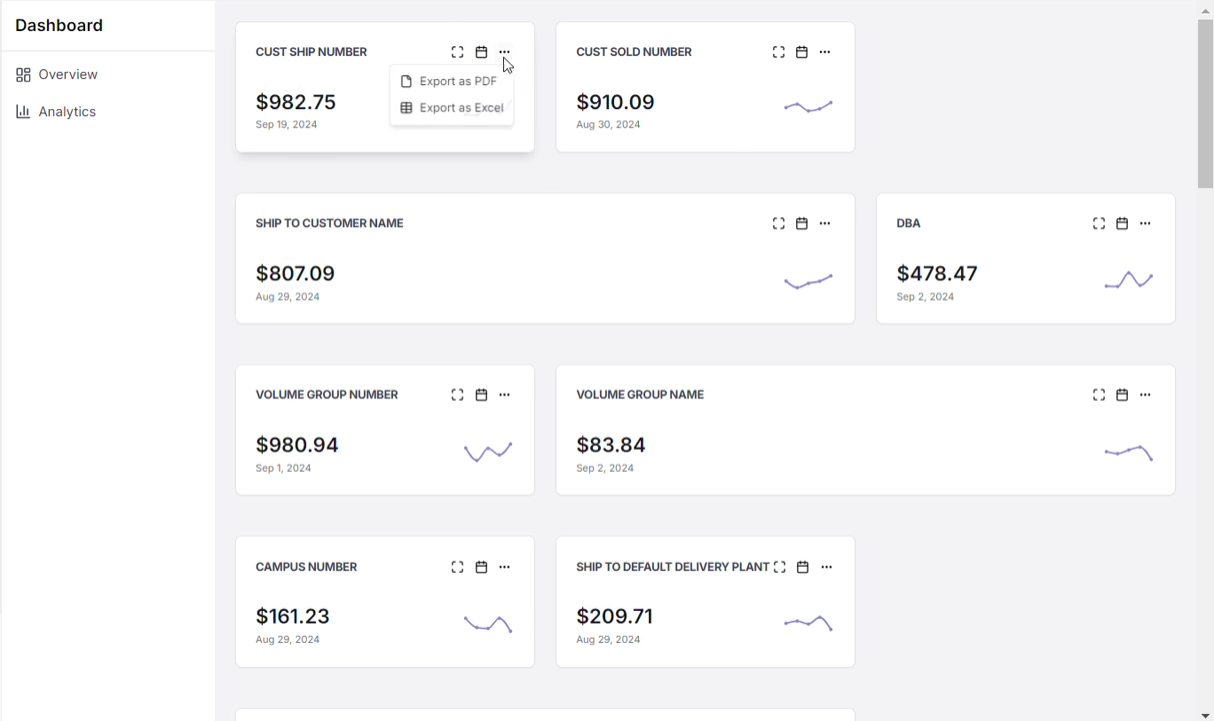 Dashboard
Overview
Analytics
CUST SHIP NUMBER
Export as PDF
Export as Excel
$982.75
Sep 19, 2024
CUST SOLD NUMBER
$910.09
Aug 30, 2024
SHIP TO CUSTOMER NAME
$807.09
Aug 29, 2024
DBA
$478.47
Sep 2, 2024
VOLUME GROUP NUMBER
$980.94
Sep 1, 2024
VOLUME GROUP NAME
$83.84
Sep 2, 2024
CAMPUS NUMBER
$161.23
Aug 29, 2024
SHIP TO DEFAULT DELIVERY PLANT
$209.71
Aug 29, 2024